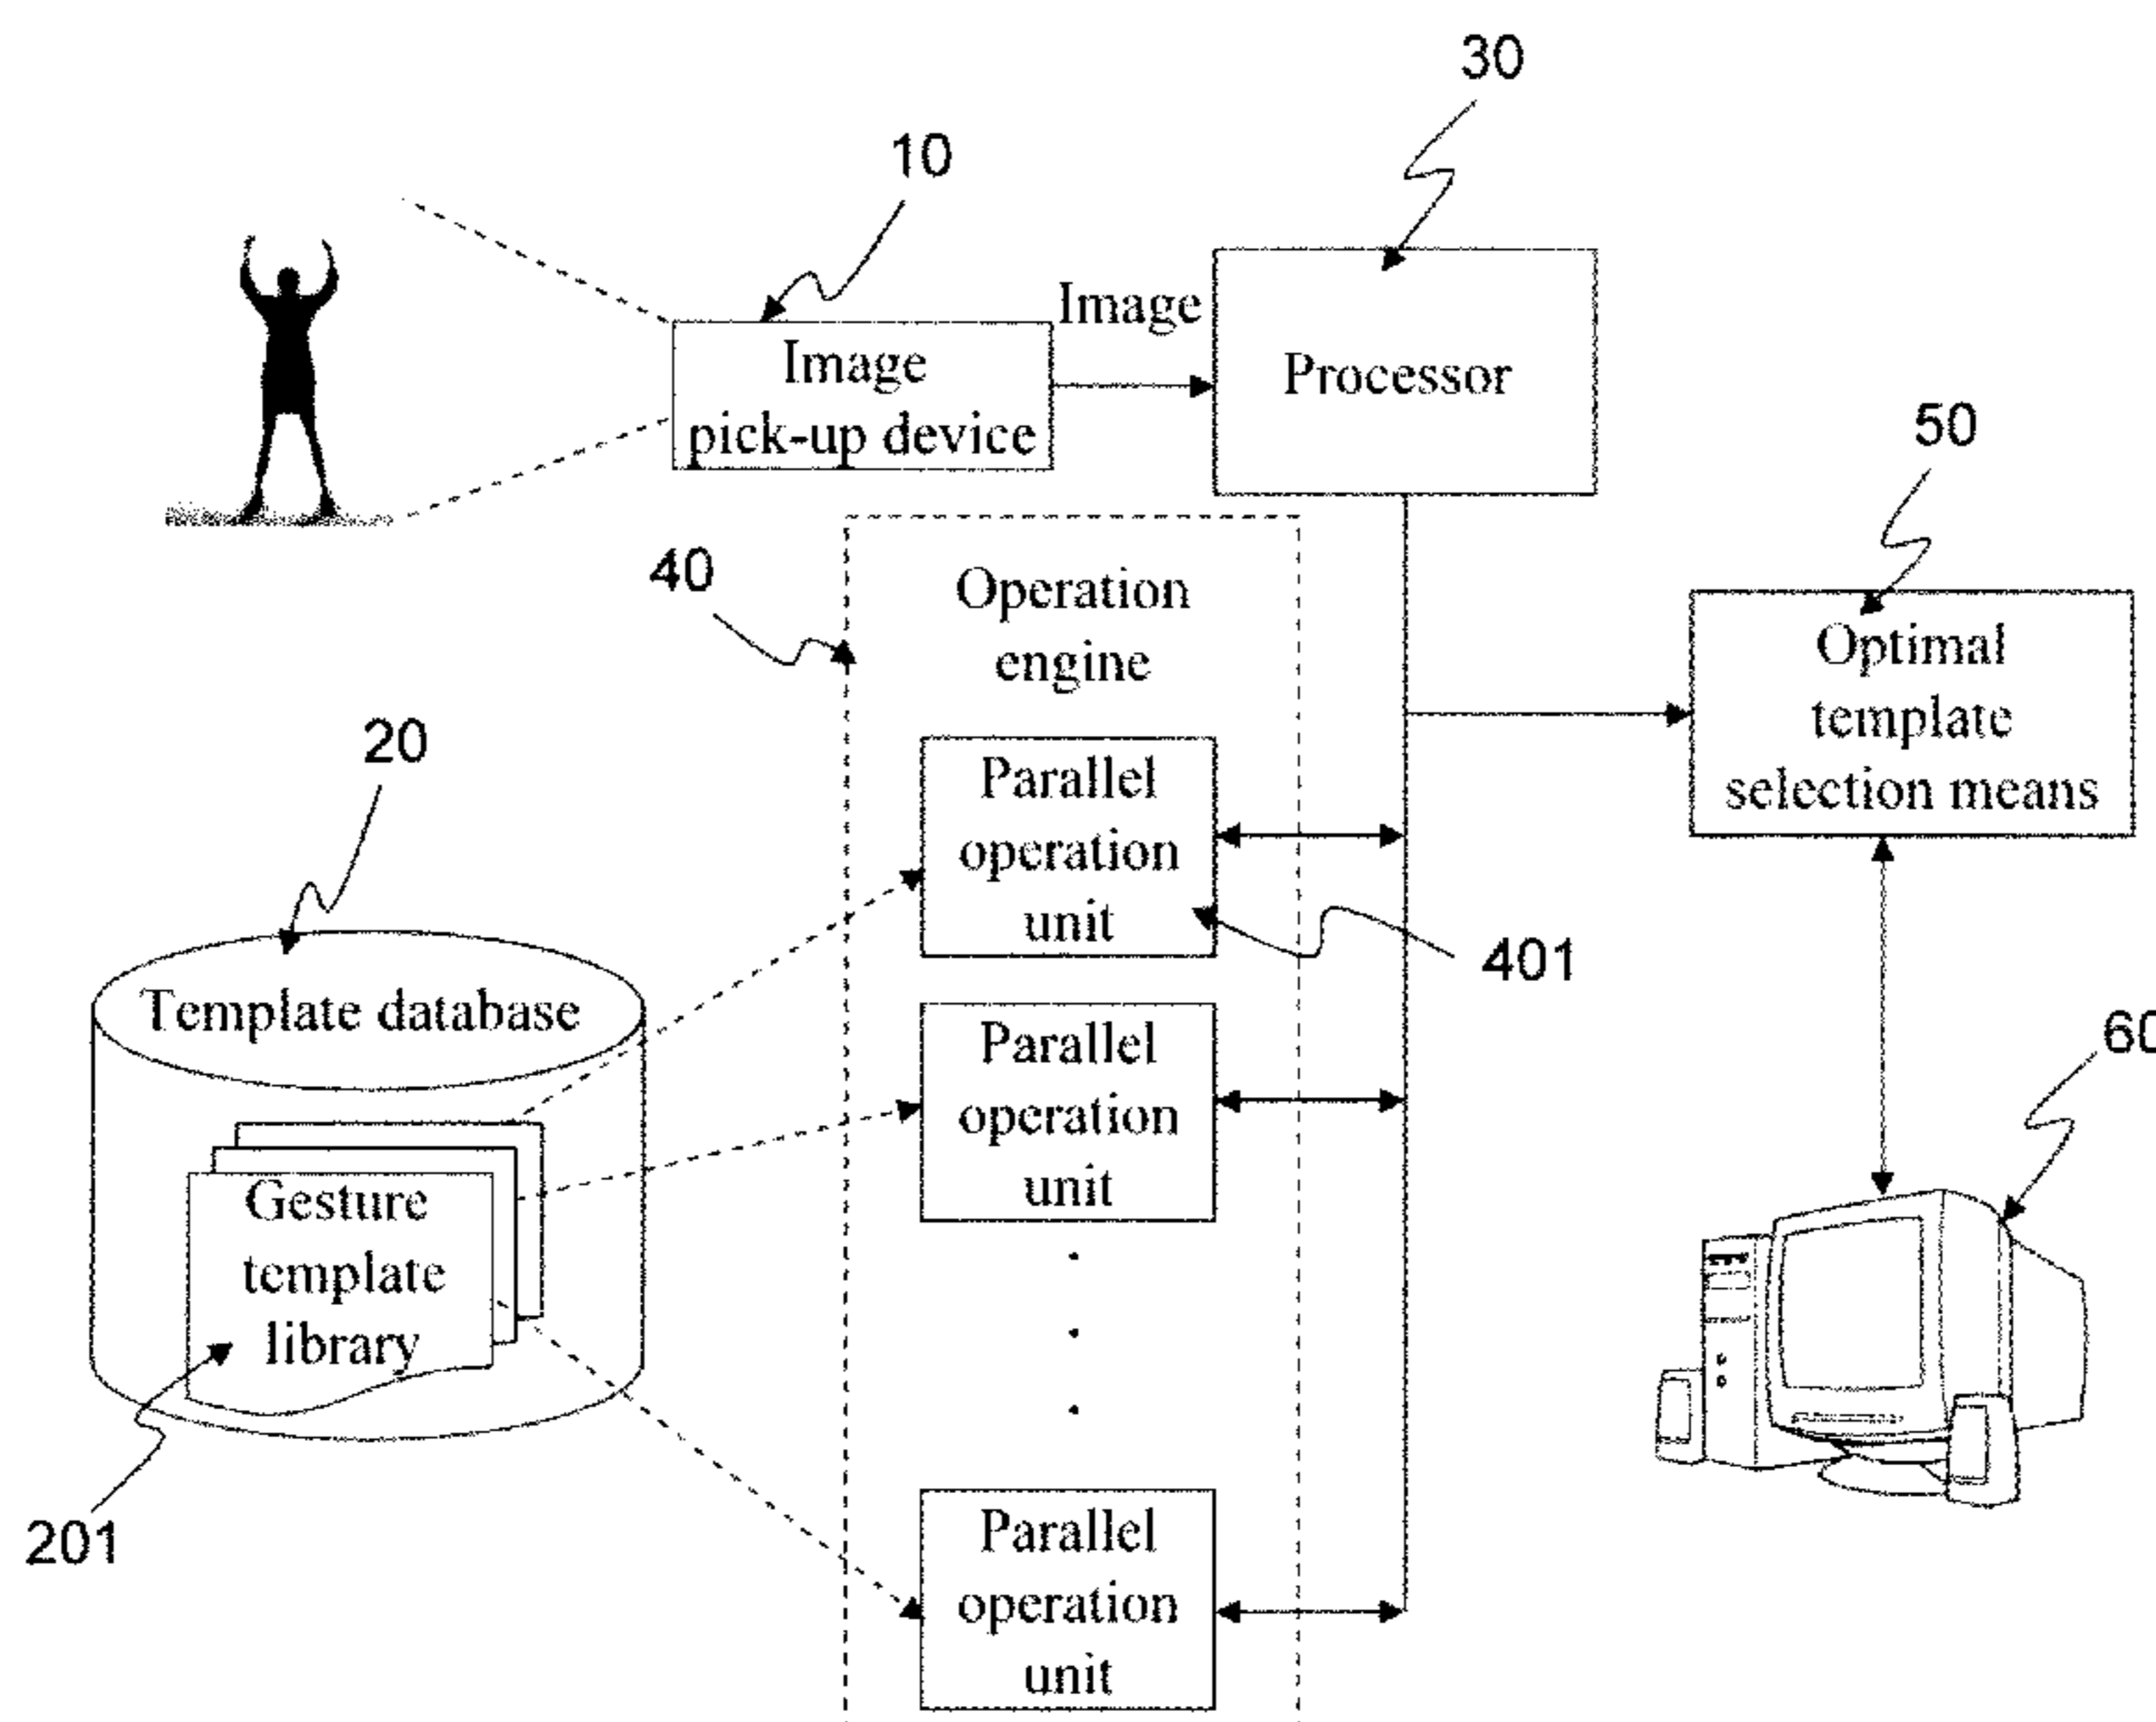 30
10
Image
Processor
Image
pick-up device
50
40
Operation
engine
Optimal
template
selection means
20
Parallel
operation
unit
401
Template database
60
Parallel
operation
unit
Gesture
template
library
201
Parallel
operation
unit